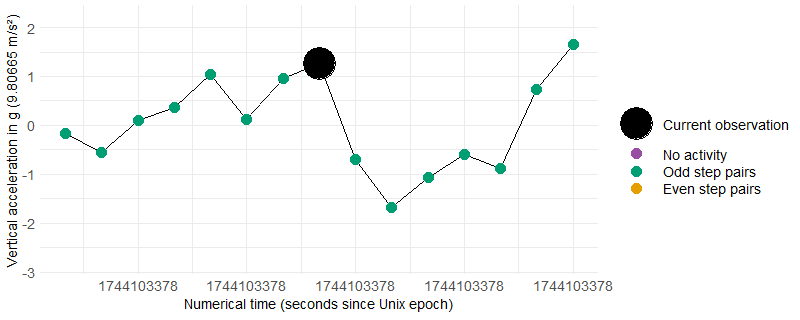 Vertical acceleration in g (9.80665 m/s²)
2
1
0
-1
-2
-3
1744103378 1744103378 1744103378 1744103378 1744103378
Numerical time (seconds since Unix epoch)
Current observation
No activity
Odd step pairs
Even step pairs